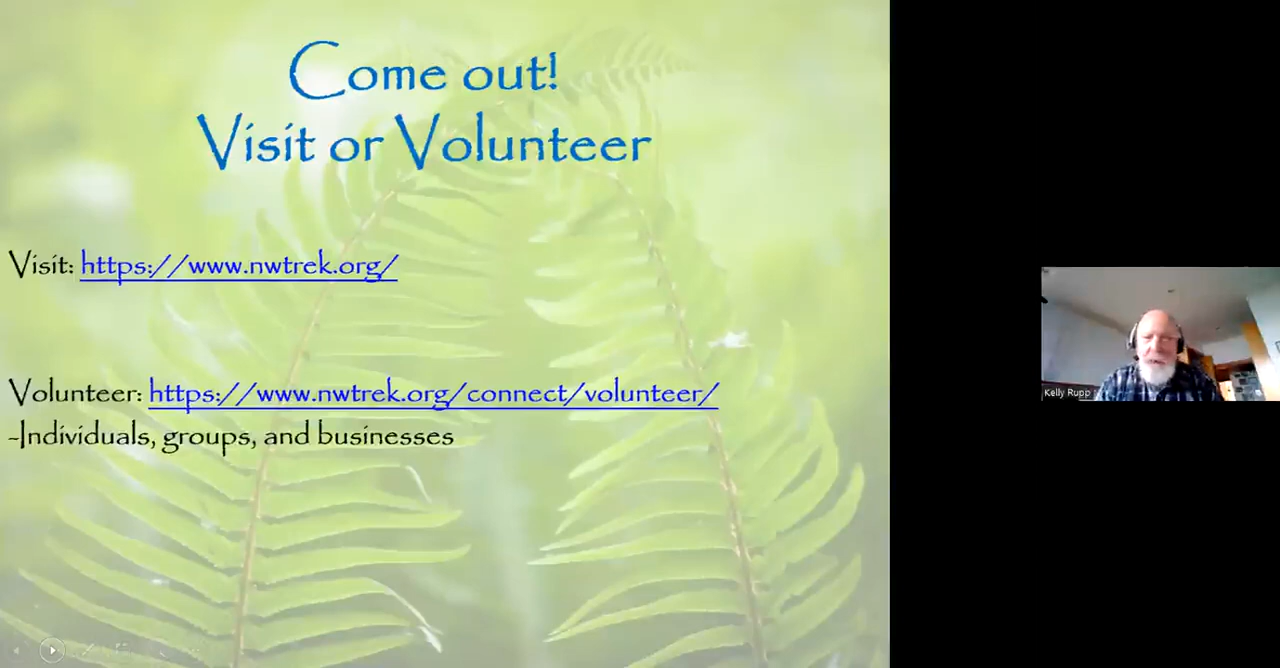 Come out!
Visit or Volunteer
Visit: https://www.nwtrek.org/
Volunteer: https://www.nwtrek.org/connect/volunteer/
-Individuals, groups, and businesses
Kelly Rupp